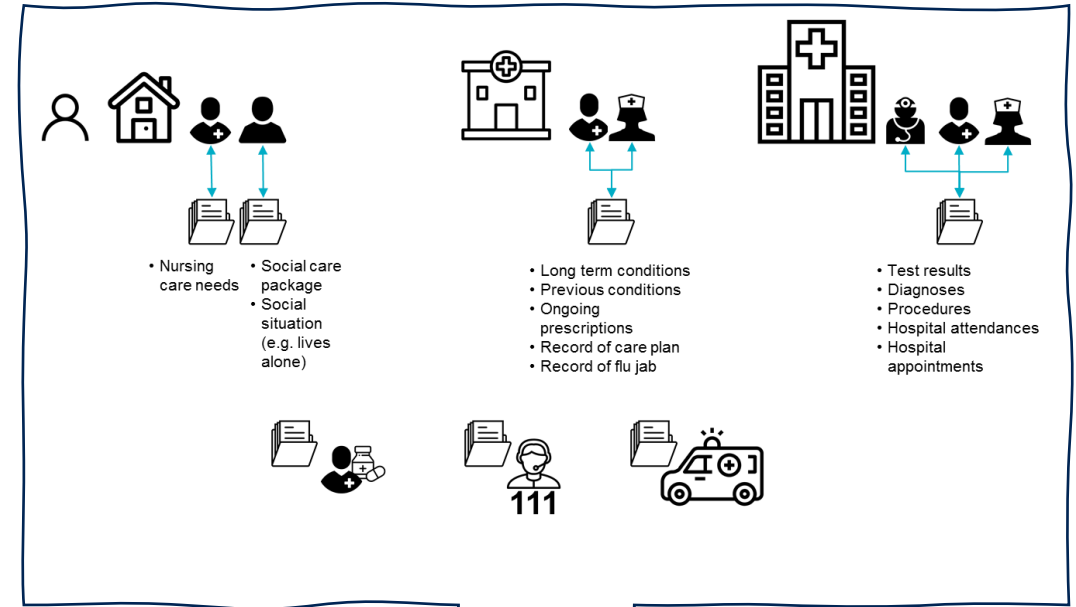 • Nursing
care needs
• Social care
package
• Social
situation
(e.g. lives
alone)
• Long term conditions
• Previous conditions
• Ongoing
prescriptions
• Record of care plan
• Record of flu jab
• Test results
• Diagnoses
• Procedures
• Hospital attendances
• Hospital
appointments
111